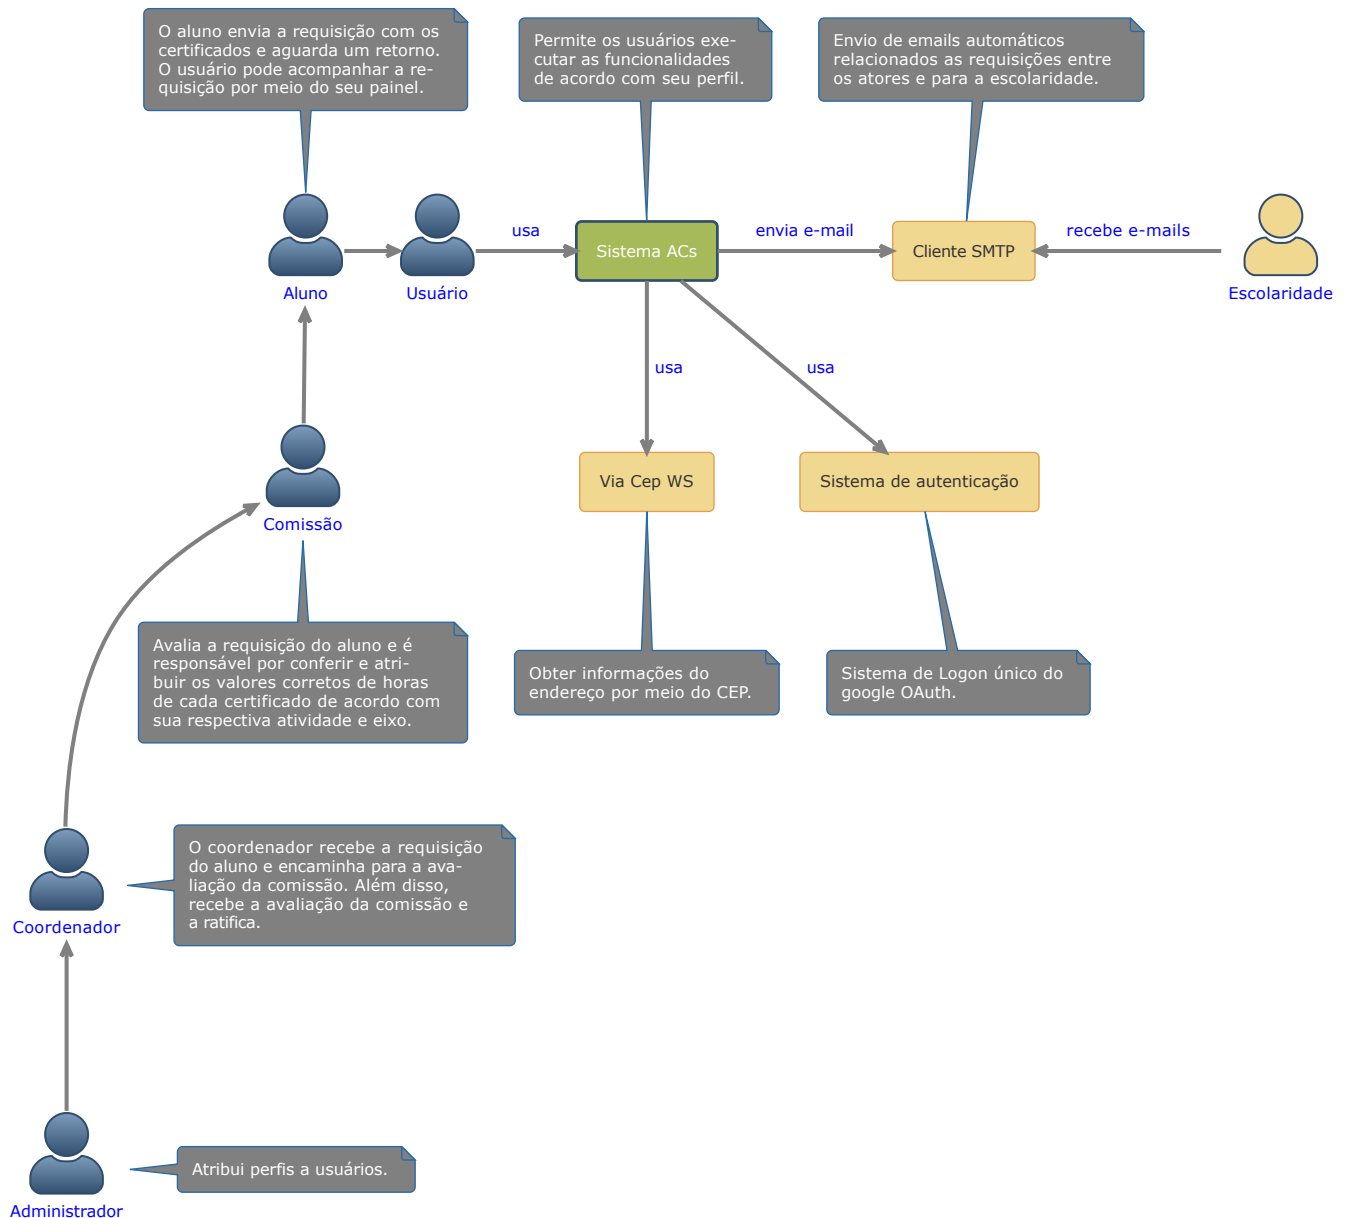 O aluno envia a requisição com os
certificados e aguarda um retorno.
O usuário pode acompanhar a re-
quisição por meio do seu painel.
Permite os usuários exe-
cutar as funcionalidades
de acordo com seu perfil.
Envio de emails automáticos
relacionados as requisições entre
os atores e para a escolaridade.
Aluno
Usuário
usa
Sistema ACs
envia e-mail
Cliente SMTP
recebe e-mails
Escolaridade
usa
usa
Comissão
Via Cep WS
Sistema de autenticação
Avalia a requisição do aluno e é
responsável por conferir e atri-
buir os valores corretos de horas
de cada certificado de acordo com
sua respectiva atividade e eixo.
Obter informações do
endereço por meio do CEP.
Sistema de Logon único do
google OAuth.
Coordenador
O coordenador recebe a requisição
do aluno e encaminha para a ava-
liação da comissão. Além disso,
recebe a avaliação da comissão e
a ratifica.
Administrador
Atribui perfis a usuários.